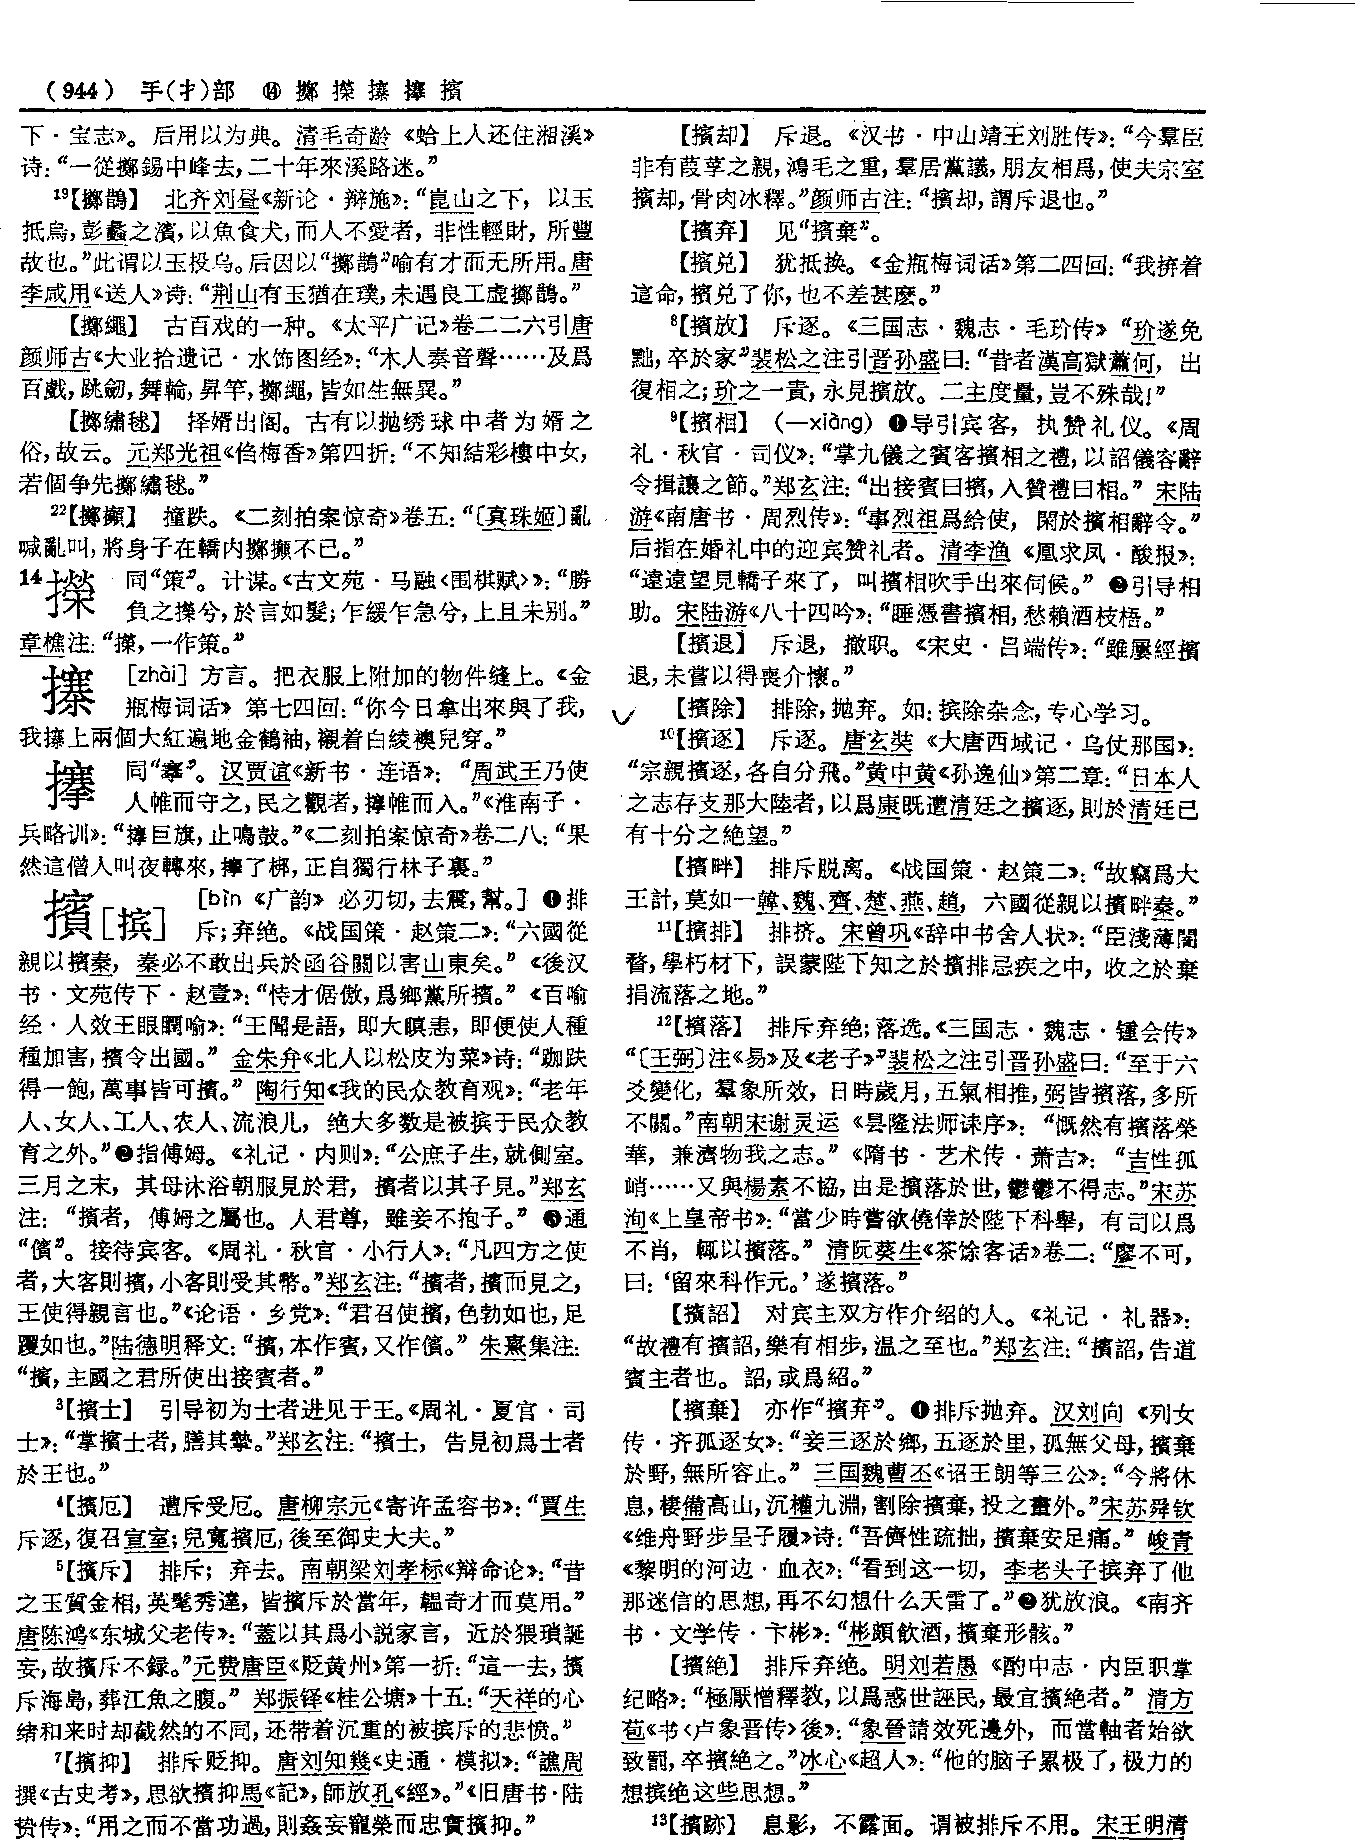 （944） 手(扌)部 ⑭ 擲 㩒 攃 攆 擯
下·宝志》。后用以为典。清毛奇龄《蛤上人还住湘溪》
诗：“一從擲錫中峰去，二十年來溪路迷。”
19【擲鵲】 北齐刘昼《新论·辩施》：“崑山之下，以玉
抵烏，彭蠡之濱，以魚食犬，而人不愛者，非性輕財，所豐
故也。”此谓以玉投乌。后因以“擲鵲”喻有才而无所用。唐
李咸用《送人》诗：“荆山有玉猶在璞，未遇良工虚擲鵲。”
【擲繩】 古百戏的一种。《太平广记》卷二二六引唐
颜师古《大业拾遗记·水饰图经》：“木人奏音聲……及爲
百戲，跳劒，舞輪，昇竿，擲繩，皆如生無異。”
【擲繡毬】 择婿出阁。古有以抛绣球中者为婿之
俗，故云。元郑光祖《㑇梅香》第四折：“不知結彩樓中女，
若個争先擲繡毬。”
22【擲攧】 撞跌。《二刻拍案惊奇》卷五：“〔真珠姬〕亂
喊亂叫，將身子在轎内擲攧不已。”
14 同“策”。计谋。《古文苑·马融〈围棋赋〉》：“勝
負之㩒兮，於言如髮；乍緩乍急兮，上且未别。”
章樵注：“㩒，一作策。”
[zhài] 方言。把衣服上附加的物件缝上。《金
瓶梅词话》第七四回：“你今日拿出來與了我，
我攃上兩個大紅遍地金鶴袖，襯着白綾襖兒穿。”
同“搴”。汉贾谊《新书·连语》：“周武王乃使
人帷而守之，民之觀者，攐帷而入。”《淮南子·
兵略训》：“攐巨旗，止鳴鼓。”《二刻拍案惊奇》卷二八：“果
然這僧人叫夜轉來，攐了梆，正自獨行林子裏。”
擯[摈] [bìn 《广韵》必刃切，去震，幫。] ❶排
斥；弃绝。《战国策·赵策二》：“六國從
親以擯秦，秦必不敢出兵於函谷關以害山東矣。”《後汉
书·文苑传下·赵壹》：“恃才倨傲，爲鄉黨所擯。”《百喻
经·人效王眼瞤喻》：“王聞是語，即大瞋恚，即便使人種
種加害，擯令出國。”金朱弁《北人以松皮为菜》诗：“跏趺
得一飽，萬事皆可擯。”陶行知《我的民众教育观》：“老年
人、女人、工人、农人、流浪儿，绝大多数是被摈于民众教
育之外。”❷指傅姆。《礼记·内则》：“公庶子生，就側室。
三月之末，其母沐浴朝服見於君，擯者以其子見。”郑玄
注：“擯者，傅姆之屬也。人君尊，雖妾不抱子。”❸通
“儐”。接待宾客。《周礼·秋官·小行人》：“凡四方之使
者，大客則擯，小客則受其幣。”郑玄注：“擯者，擯而見之，
王使得親言也。”《论语·乡党》：“君召使擯，色勃如也，足
躩如也。”陆德明释文：“擯，本作賓，又作儐。”朱熹集注：
“擯，主國之君所使出接賓者。”
3【擯士】 引导初为士者进见于王。《周礼·夏官·司
士》：“掌擯士者，膳其摯。”郑玄注：“擯士，告見初爲士者
於王也。”
4【擯厄】 遭斥受厄。唐柳宗元《寄许孟容书》：“賈生
斥逐，復召宣室；兒寬擯厄，後至御史大夫。”
5【擯斥】 排斥；弃去。南朝梁刘孝标《辩命论》：“昔
之玉質金相，英髦秀達，皆擯斥於當年，韞奇才而莫用。”
唐陈鸿《东城父老传》：“蓋以其爲小説家言，近於猥瑣誕
妄，故擯斥不録。”元费唐臣《贬黄州》第一折：“這一去，擯
斥海島，葬江魚之腹。”郑振铎《桂公塘》十五：“天祥的心
绪和来时却截然的不同，还带着沉重的被摈斥的悲愤。”
7【擯抑】 排斥贬抑。唐刘知幾《史通·模拟》：“譙周
撰《古史考》，思欲擯抑馬《記》，師放孔《經》。”《旧唐书·陆
贽传》：“用之而不當功過，則姦妄寵榮而忠實擯抑。”
【擯却】 斥退。《汉书·中山靖王刘胜传》：“今羣臣
非有葭莩之親，鴻毛之重，羣居黨議，朋友相爲，使夫宗室
擯却，骨肉冰釋。”颜师古注：“擯却，謂斥退也。”
【擯弃】 见“擯棄”。
【擯兑】 犹抵换。《金瓶梅词话》第二四回：“我拚着
這命，擯兑了你，也不差甚麽。”
8【擯放】 斥逐。《三国志·魏志·毛玠传》“玠遂免
黜，卒於家”裴松之注引晋孙盛曰：“昔者漢高獄蕭何，出
復相之；玠之一責，永見擯放。二主度量，豈不殊哉！”
9【擯相】 (—xiàng) ❶导引宾客，执赞礼仪。《周
礼·秋官·司仪》：“掌九儀之賓客擯相之禮，以詔儀容辭
令揖讓之節。”郑玄注：“出接賓曰擯，入贊禮曰相。”宋陆
游《南唐书·周烈传》：“事烈祖爲給使，閑於擯相辭令。”
后指在婚礼中的迎宾赞礼者。清李渔《凰求凤·酸报》：
“遠遠望見轎子來了，叫擯相吹手出來伺候。”❷引导相
助。宋陆游《八十四吟》：“睡憑書擯相，愁賴酒枝梧。”
【擯退】 斥退，撤职。《宋史·吕端传》：“雖屢經擯
退，未嘗以得喪介懷。”
【擯除】 排除，抛弃。如：摈除杂念，专心学习。
10【擯逐】 斥逐。唐玄奘《大唐西域记·乌仗那国》：
“宗親擯逐，各自分飛。”黄中黄《孙逸仙》第二章：“日本人
之志存支那大陸者，以爲康既遭清廷之擯逐，則於清廷已
有十分之絶望。”
【擯畔】 排斥脱离。《战国策·赵策二》：“故竊爲大
王計，莫如一韓、魏、齊、楚、燕、趙，六國從親以擯畔秦。”
11【擯排】 排挤。宋曾巩《辞中书舍人状》：“臣淺薄闇
瞀，學朽材下，誤蒙陛下知之於擯排忌疾之中，收之於棄
捐流落之地。”
12【擯落】 排斥弃绝；落选。《三国志·魏志·锺会传》
“〔王弼〕注《易》及《老子》”裴松之注引晋孙盛曰：“至于六
爻變化，羣象所效，日時歲月，五氣相推，弼皆擯落，多所
不關。”南朝宋谢灵运《昙隆法师诔序》：“慨然有擯落榮
華，兼濟物我之志。”《隋书·艺术传·萧吉》：“吉性孤
峭……又與楊素不協，由是擯落於世，鬱鬱不得志。”宋苏
洵《上皇帝书》：“當少時嘗欲僥倖於陛下科舉，有司以爲
不肖，輒以擯落。”清阮葵生《茶馀客话》卷二：“廖不可，
曰：‘留來科作元。’遂擯落。”
【擯詔】 对宾主双方作介绍的人。《礼记·礼器》：
“故禮有擯詔，樂有相步，温之至也。”郑玄注：“擯詔，告道
賓主者也。詔，或爲紹。”
【擯棄】 亦作“擯弃”。❶排斥抛弃。汉刘向《列女
传·齐孤逐女》：“妾三逐於鄉，五逐於里，孤無父母，擯棄
於野，無所容止。”三国魏曹丕《诏王朗等三公》：“今將休
息，棲備高山，沉權九淵，割除擯棄，投之畫外。”宋苏舜钦
《维舟野步呈子履》诗：“吾儕性疏拙，擯棄安足痛。”峻青
《黎明的河边·血衣》：“看到这一切，李老头子摈弃了他
那迷信的思想，再不幻想什么天雷了。”❷犹放浪。《南齐
书·文学传·卞彬》：“彬頗飲酒，擯棄形骸。”
【擯絶】 排斥弃绝。明刘若愚《酌中志·内臣职掌
纪略》：“極厭憎釋教，以爲惑世誣民，最宜擯絶者。”清方
苞《书〈卢象晋传〉後》：“象晉請效死邊外，而當軸者始欲
致罰，卒擯絶之。”冰心《超人》：“他的脑子累极了，极力的
想摈绝这些思想。”
13【擯跡】 息影，不露面。谓被排斥不用。宋王明清